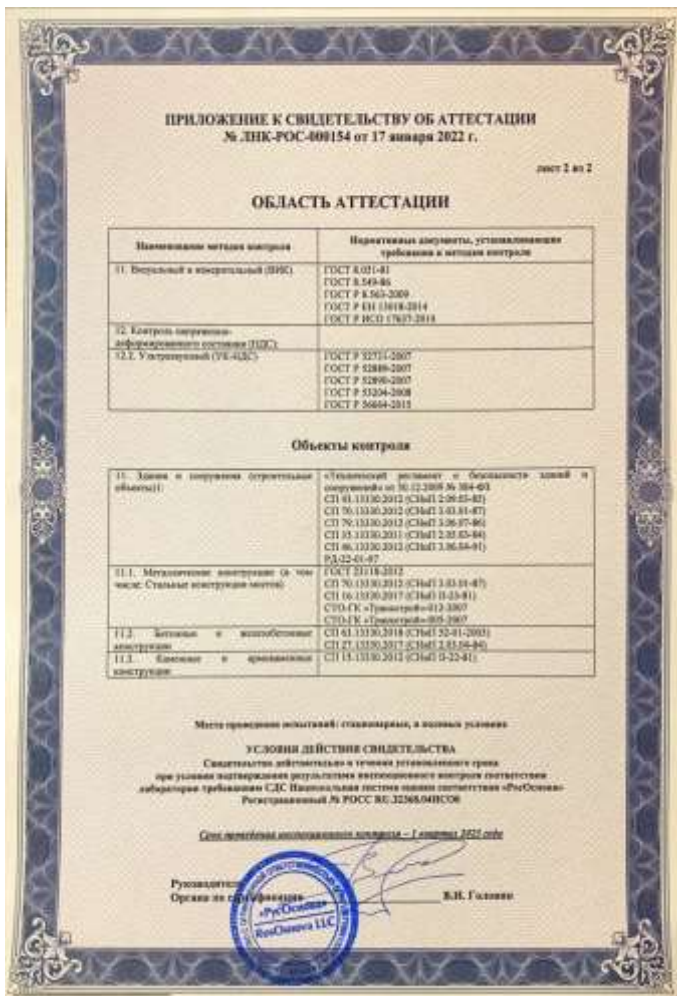 ПРИЛОЖЕНИЕ К СВИДЕТЕЛЬСТВУ ОБ АТТЕСТАЦИИ
№ ЛНК-РОС-000154 от 17 января 2022 г.
лист 2 из 2
ОБЛАСТЬ АТТЕСТАЦИИ
Наименование методов контроля
Нормативные документы, устанавливающие
требования к методам контроля
11. Визуальный и измерительный (ВИК)
ГОСТ 8.051-81
ГОСТ 8.549-86
ГОСТ Р 8.563-2009
ГОСТ Р ЕН 13018-2014
ГОСТ Р ИСО 17637-2014
12. Контроль напряженно-
деформированного состояния (НДС):
12.2. Ультразвуковой (УК-НДС)
ГОСТ Р 52731-2007
ГОСТ Р 52889-2007
ГОСТ Р 52890-2007
ГОСТ Р 53204-2008
ГОСТ Р 56664-2015
Объекты контроля
11. Здания и сооружения (строительные
объекты):
«Технический регламент о безопасности зданий и
сооружений» от 30.12.2009 № 384-ФЗ
СП 70.13330.2012 (СНиП 3.03.01-87)
СП 79.13330.2012 (СНиП 3.06.07-86)
СП 35.13330.2011 (СНиП 2.05.03-84)
СП 46.13330.2012 (СНиП 3.06.04-91)
РД-22-01-97
11.1. Металлические конструкции (в том
числе: Стальные конструкции мостов)
ГОСТ 23118-2012
СП 70.13330.2012 (СНиП 3.03.01-87)
СП 16.13330.2017 (СНиП II-23-81)
СТО-ГК «Трансстрой»-012-2007
СТО-ГК «Трансстрой»-005-2007
11.2. Бетонные и железобетонные
конструкции
СП 63.13330.2018 (СНиП 52-01-2003)
СП 27.13330.2017 (СНиП 2.03.04-84)
11.3. Каменные и армокаменные
конструкции
СП 15.13330.2012 (СНиП II-22-81)
Место проведения испытаний: стационарные, в полевых условиях
УСЛОВИЯ ДЕЙСТВИЯ СВИДЕТЕЛЬСТВА
Свидетельство действительно в течении установленного срока
при условии подтверждения результатами инспекционного контроля соответствия
лаборатории требованиям СДС Национальная система оценки соответствия «РосОснова»
Регистрационный № РОСС RU.32368.04НСО0
Срок проведения инспекционного контроля – 1 квартал 2025 года
Руководитель
Органа по сертификации
В.Н. Головин
«РусОснова»
RusOsnova LLC